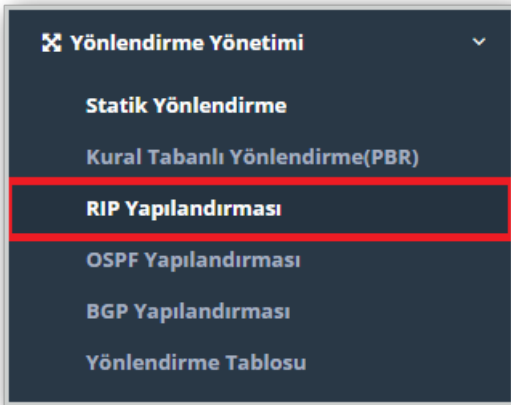 Yönlendirme Yönetimi
Statik Yönlendirme
Kural Tabanlı Yönlendirme(PBR)
RIP Yapılandırması
OSPF Yapılandırması
BGP Yapılandırması
Yönlendirme Tablosu